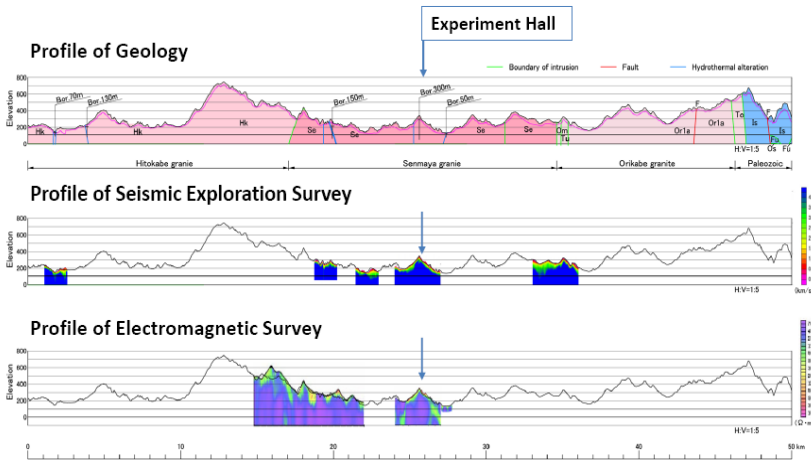 Experiment Hall
Profile of Geology
Boundary of intrusion Fault Hydrothermal alteration
Elevation
800
600
400
200
0
Bor.70m
Bor.130m
Bor.150m
Bor.300m
Bor.50m
Hk Hk Hk Se Se Se Se Om Tu Or1a F Or1a To Is F Is Fu
H:V=1:5 Os Fu
Hitokabe granie Senmaya granie Orikabe granite Paleozoic
Profile of Seismic Exploration Survey
Elevation
800
600
400
200
0
H:V=1:5
Profile of Electromagnetic Survey
Elevation
800
600
400
200
0
H:V=1:5
0 10 20 30 40 50 km